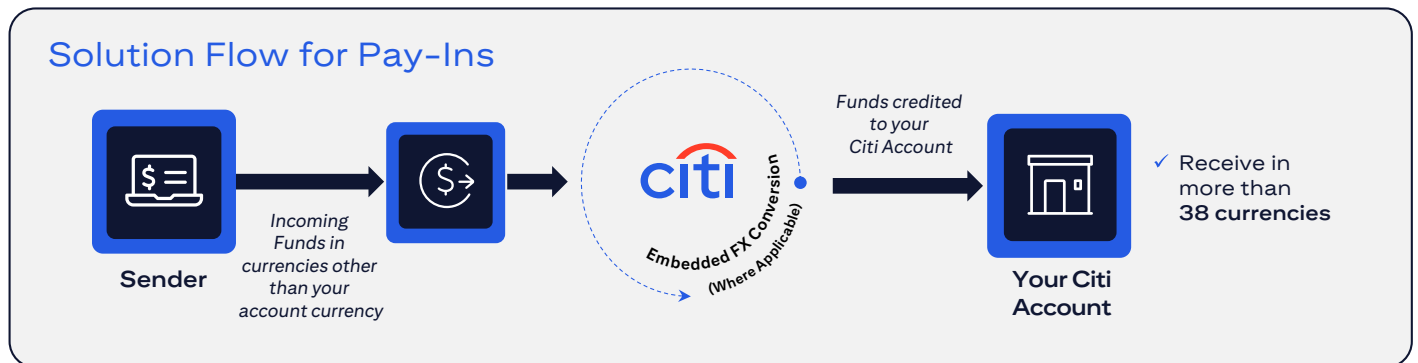 Solution Flow for Pay-Ins
$
Sender
Incoming
Funds in
currencies other
than your
account currency
$
citi
Embedded FX Conversion
(Where Applicable)
Funds credited
to your
Citi Account
Your Citi
Account
✓ Receive in
more than
38 currencies